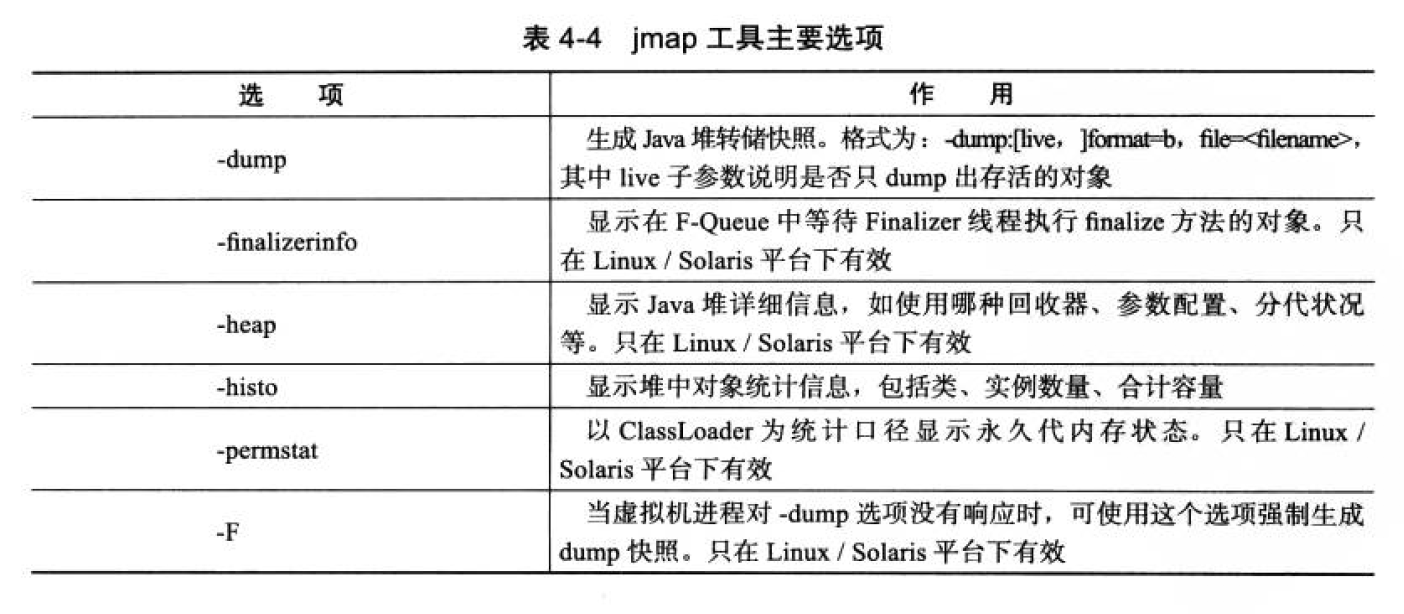 表 4-4 jmap 工具主要选项
选 项 作 用
-dump
生成 Java 堆转储快照。格式为：-dump:[live，]format=b，file=<filename>，
其中 live 子参数说明是否只 dump 出存活的对象
-finalizerinfo
显示在 F-Queue 中等待 Finalizer 线程执行 finalize 方法的对象。只
在 Linux / Solaris 平台下有效
-heap
显示 Java 堆详细信息，如使用哪种回收器、参数配置、分代状况
等。只在 Linux / Solaris 平台下有效
-histo
显示堆中对象统计信息，包括类、实例数量、合计容量
-permstat
以 ClassLoader 为统计口径显示永久代内存状态。只在 Linux /
Solaris 平台下有效
-F
当虚拟机进程对 -dump 选项没有响应时，可使用这个选项强制生成
dump 快照。只在 Linux / Solaris 平台下有效